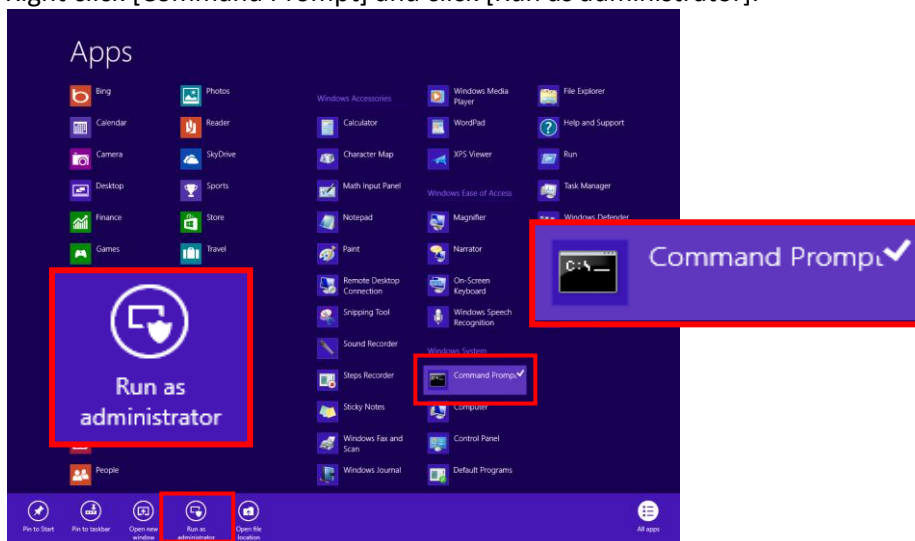 Right click [Command Prompt] and click [Run as administrator].
Apps
Bing
Calendar
Camera
Desktop
Finance
Games
People
Photos
Reader
SkyDrive
Sports
Store
Travel
Windows Accessories
Calculator
Character Map
Math Input Panel
Notepad
Paint
Remote Desktop
Connection
Snipping Tool
Sound Recorder
Steps Recorder
Sticky Notes
Windows Fax and
Scan
Windows Journal
Windows Media
Player
WordPad
XPS Viewer
Windows Ease of Access
Magnifier
Narrator
On-Screen
Keyboard
Windows Speech
Recognition
Windows System
Command Prompt
Computer
Control Panel
Default Programs
File Explorer
Help and Support
Run
Task Manager
Windows Defender
Run as
administrator
C:\_
Command Prompt
Pin to Start
Pin to taskbar
Open new
window
Run as
administrator
Open file
location
All apps